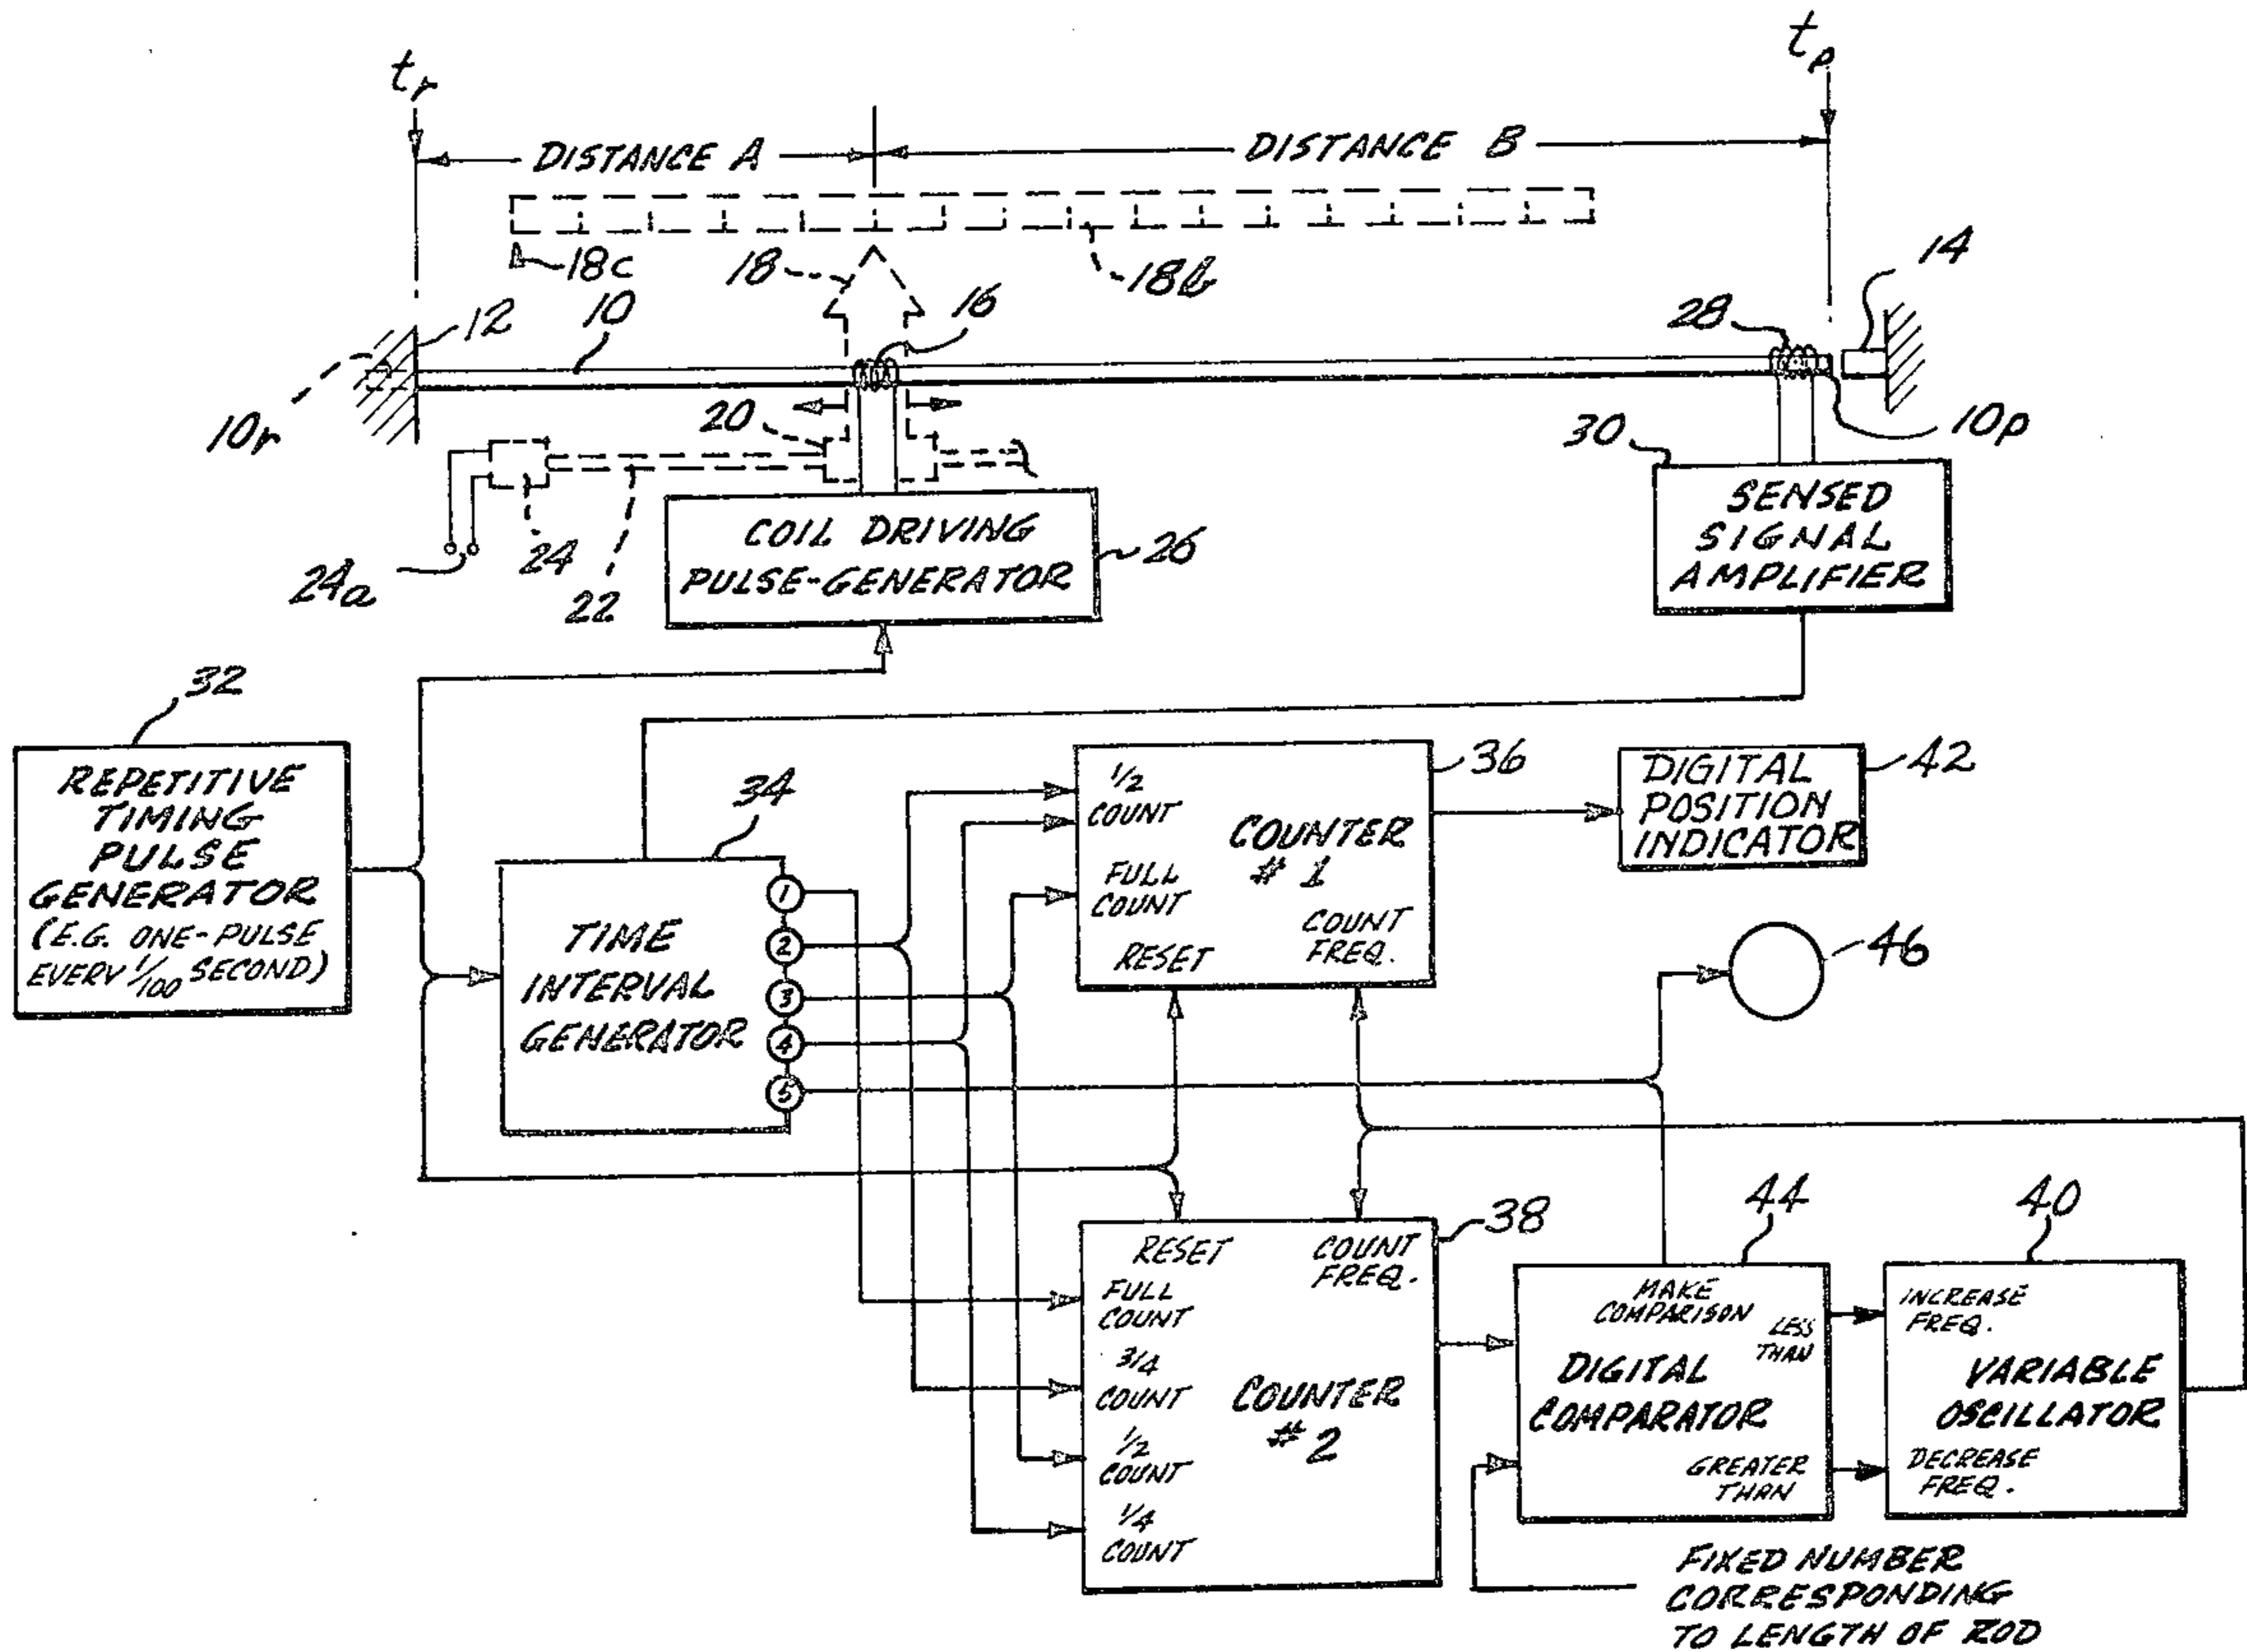 tr
tp
DISTANCE A
DISTANCE B
18c
18
18b
14
12
10
16
28
10r
20
30
10p
24a
24
22
COIL DRIVING
PULSE-GENERATOR
26
SENSED
SIGNAL
AMPLIFIER
32
REPETITIVE
TIMING
PULSE
GENERATOR
(E.G. ONE-PULSE
EVERY 1/100 SECOND)
34
TIME
INTERVAL
GENERATOR
1
2
3
4
5
36
1/2
COUNT
FULL
COUNT
RESET
COUNTER
# 1
COUNT
FREQ.
42
DIGITAL
POSITION
INDICATOR
46
38
RESET
COUNT
FREQ.
FULL
COUNT
3/4
COUNT
1/2
COUNT
1/4
COUNT
COUNTER
# 2
44
MAKE
COMPARISON
LESS
THAN
DIGITAL
COMPARATOR
GREATER
THAN
40
INCREASE
FREQ.
VARIABLE
OSCILLATOR
DECREASE
FREQ.
FIXED NUMBER
CORRESPONDING
TO LENGTH OF ROD